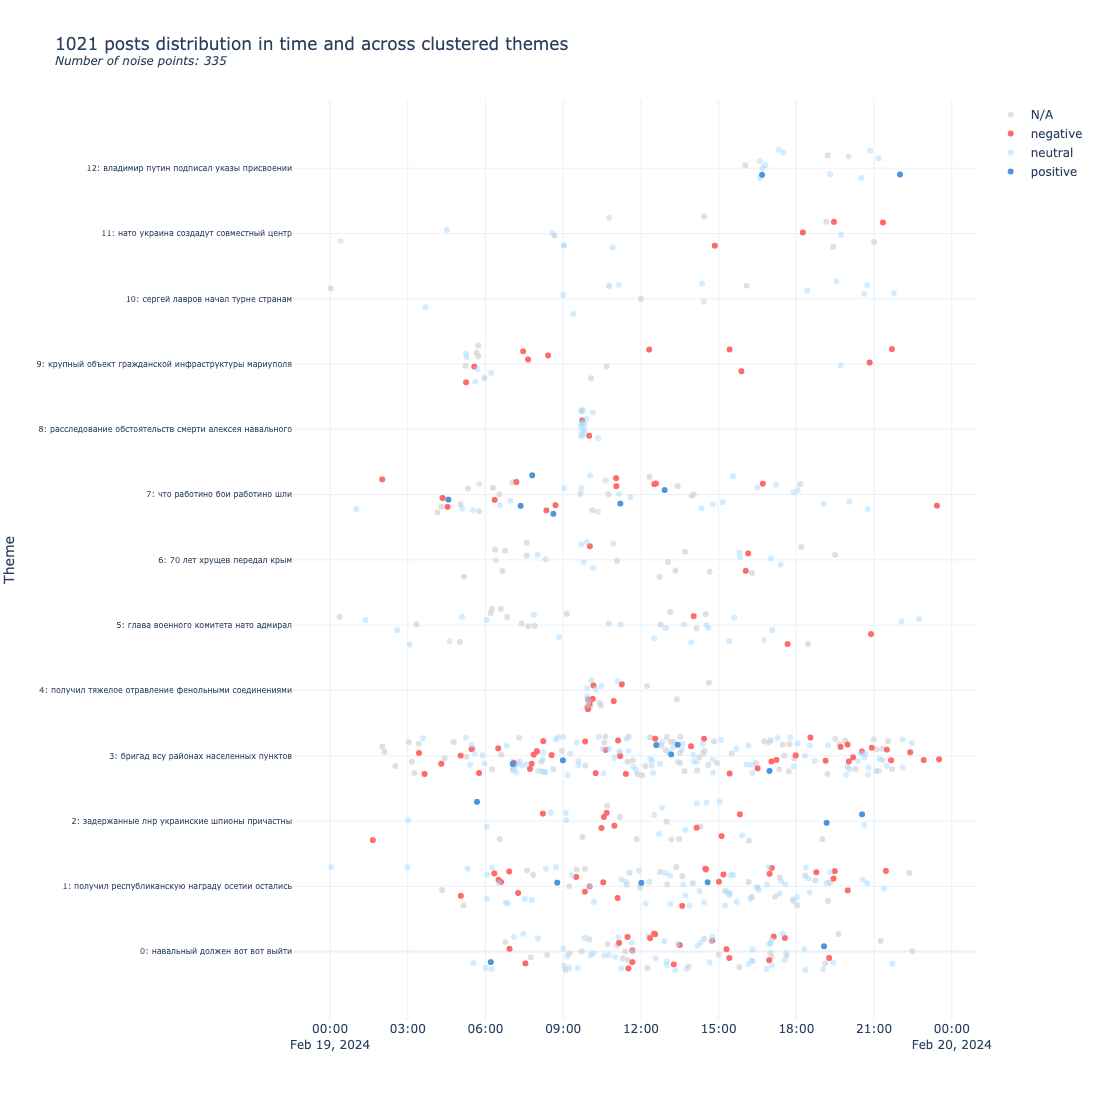 1021 posts distribution in time and across clustered themes
Number of noise points: 335
N/A
negative
neutral
positive
Theme
12: владимир путин подписал указы присвоении
11: нато украина создадут совместный центр
10: сергей лавров начал турне странам
9: крупный объект гражданской инфраструктуры мариуполя
8: расследование обстоятельств смерти алексея навального
7: что работино бои работино шли
6: 70 лет хрущев передал крым
5: глава военного комитета нато адмирал
4: получил тяжелое отравление фенольными соединениями
3: бригад всу районах населенных пунктов
2: задержанные лнр украинские шпионы причастны
1: получил республиканскую награду осетии остались
0: навальный должен вот вот выйти
00:00 03:00 06:00 09:00 12:00 15:00 18:00 21:00 00:00
Feb 19, 2024 Feb 20, 2024